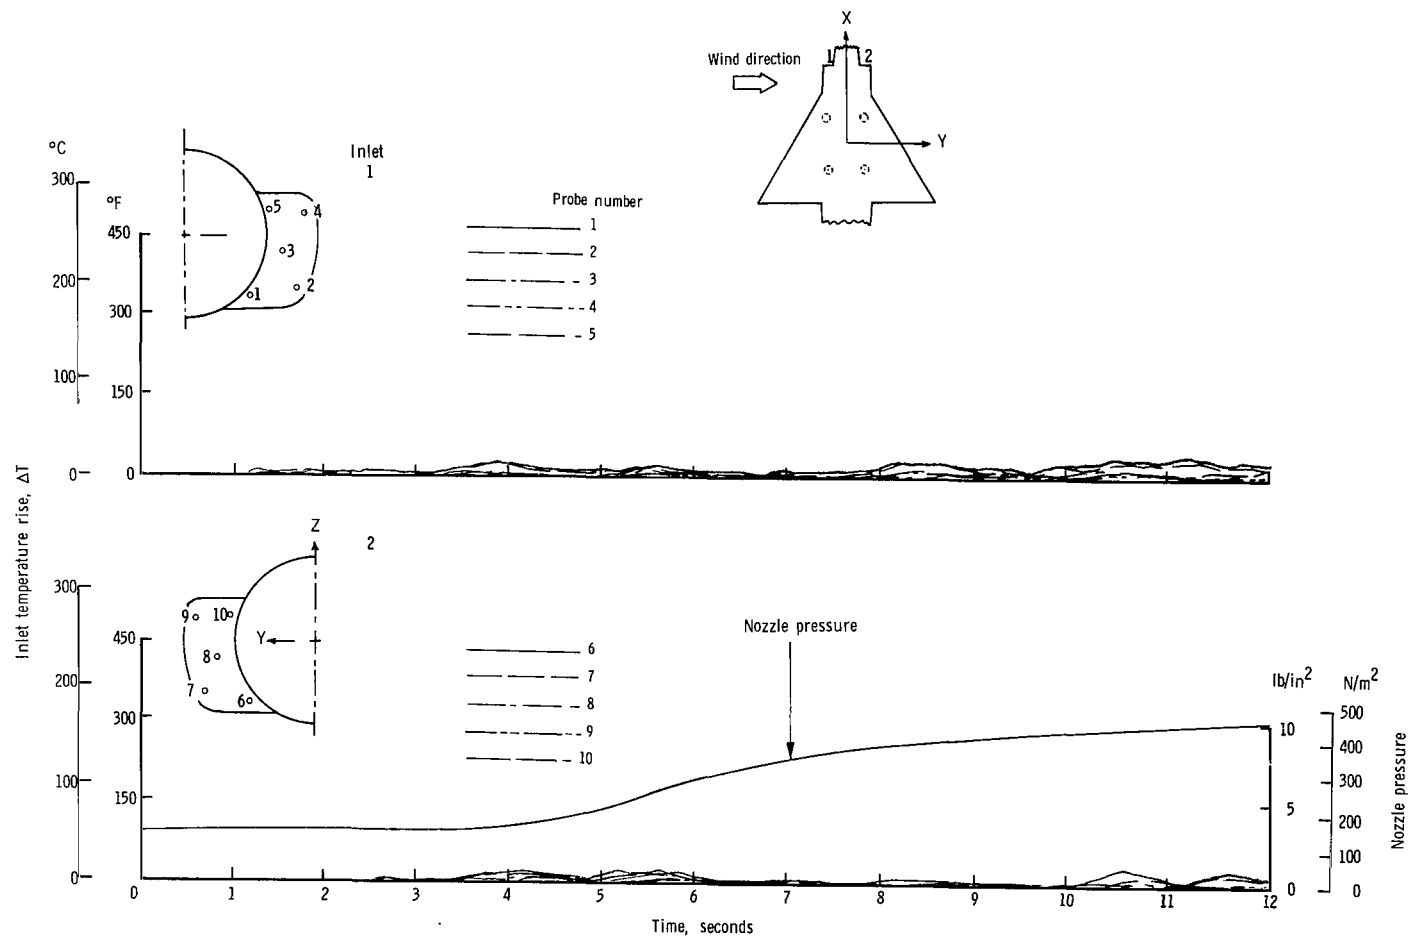 X
Wind direction
1 2
Y
°C
°F
Inlet
1
300
200
100
0
450
300
150
0
5
4
3
2
1
Probe number
1
2
3
4
5
Inlet temperature rise, ΔT
Z
2
Y
9
10
8
7
6
300
200
100
0
450
300
150
6
7
8
9
10
Nozzle pressure
lb/in2
N/m2
10
5
0
500
400
300
200
100
0
Nozzle pressure
0 1 2 3 4 5 6 7 8 9 10 11 12
Time, seconds